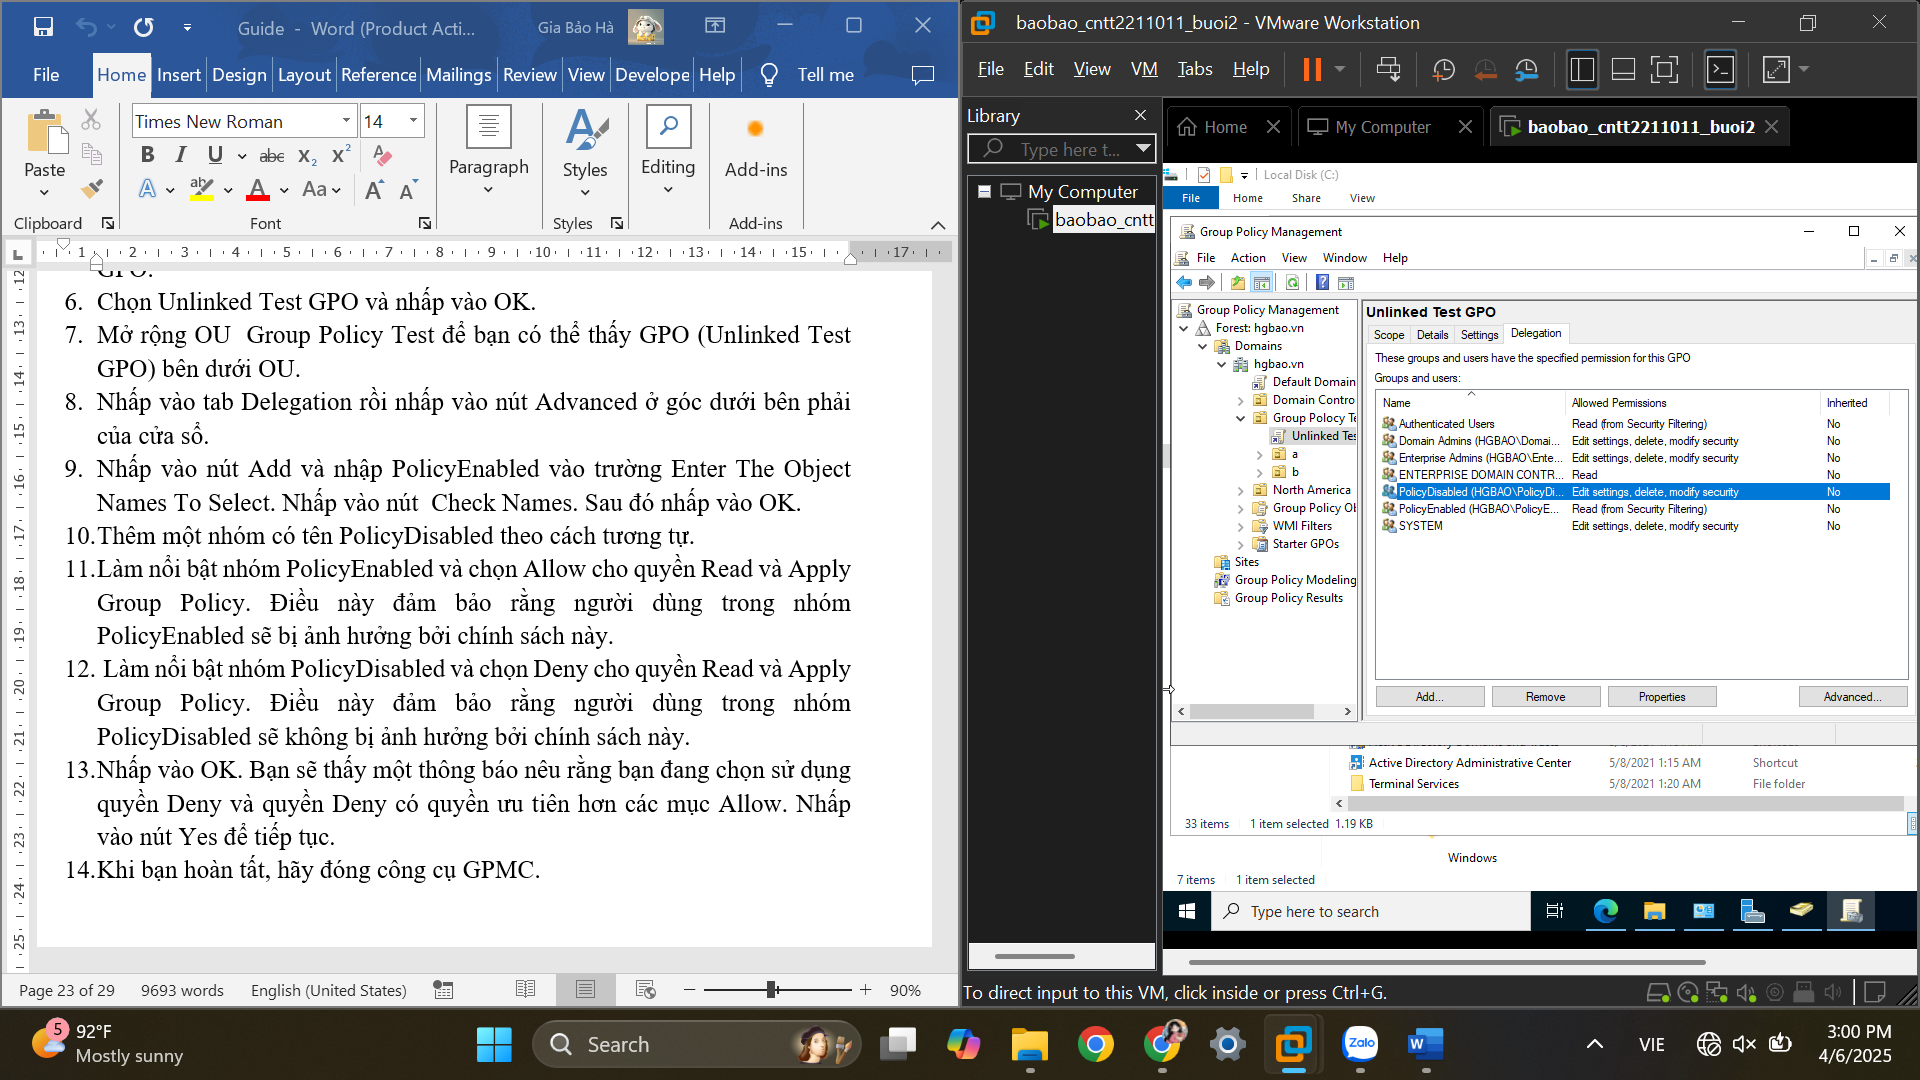 Guide - Word (Product Acti...
Gia Bảo Hà
File
Home
Insert
Design
Layout
Reference
Mailings
Review
View
Develope
Help
Tell me
Paste
Clipboard
Times New Roman
14
Font
Paragraph
Styles
Styles
Editing
Add-ins
Add-ins
GPO.
6. Chọn Unlinked Test GPO và nhấp vào OK.
7. Mở rộng OU Group Policy Test để bạn có thể thấy GPO (Unlinked Test
GPO) bên dưới OU.
8. Nhấp vào tab Delegation rồi nhấp vào nút Advanced ở góc dưới bên phải
của cửa sổ.
9. Nhấp vào nút Add và nhập PolicyEnabled vào trường Enter The Object
Names To Select. Nhấp vào nút Check Names. Sau đó nhấp vào OK.
10.Thêm một nhóm có tên PolicyDisabled theo cách tương tự.
11.Làm nổi bật nhóm PolicyEnabled và chọn Allow cho quyền Read và Apply
Group Policy. Điều này đảm bảo rằng người dùng trong nhóm
PolicyEnabled sẽ bị ảnh hưởng bởi chính sách này.
12. Làm nổi bật nhóm PolicyDisabled và chọn Deny cho quyền Read và Apply
Group Policy. Điều này đảm bảo rằng người dùng trong nhóm
PolicyDisabled sẽ không bị ảnh hưởng bởi chính sách này.
13.Nhấp vào OK. Bạn sẽ thấy một thông báo nêu rằng bạn đang chọn sử dụng
quyền Deny và quyền Deny có quyền ưu tiên hơn các mục Allow. Nhấp
vào nút Yes để tiếp tục.
14.Khi bạn hoàn tất, hãy đóng công cụ GPMC.
Page 23 of 29
9693 words
English (United States)
90%
baobao_cntt2211011_buoi2 - VMware Workstation
File Edit View VM Tabs Help
Library
Type here t...
My Computer
baobao_cntt
Home
My Computer
baobao_cntt2211011_buoi2
Local Disk (C:)
File Home Share View
Group Policy Management
File Action View Window Help
Group Policy Management
Forest: hgbao.vn
Domains
hgbao.vn
Default Domain
Domain Contro
Group Polocy Te
Unlinked Tes
a
b
North America
Group Policy Ob
WMI Filters
Starter GPOs
Sites
Group Policy Modeling
Group Policy Results
Unlinked Test GPO
Scope Details Settings Delegation
These groups and users have the specified permission for this GPO
Groups and users:
Name Allowed Permissions Inherited
Authenticated Users Read (from Security Filtering) No
Domain Admins (HGBAO\Domai... Edit settings, delete, modify security No
Enterprise Admins (HGBAO\Ente... Edit settings, delete, modify security No
ENTERPRISE DOMAIN CONTR... Read No
PolicyDisabled (HGBAO\PolicyDi... Edit settings, delete, modify security No
PolicyEnabled (HGBAO\PolicyE... Read (from Security Filtering) No
SYSTEM Edit settings, delete, modify security No
Add... Remove Properties Advanced...
Active Directory Administrative Center 5/8/2021 1:15 AM Shortcut
Terminal Services 5/8/2021 1:20 AM File folder
33 items 1 item selected 1.19 KB
Windows
7 items 1 item selected
Type here to search
To direct input to this VM, click inside or press Ctrl+G.
5
92°F
Mostly sunny
Search
Zalo
VIE
3:00 PM
4/6/2025